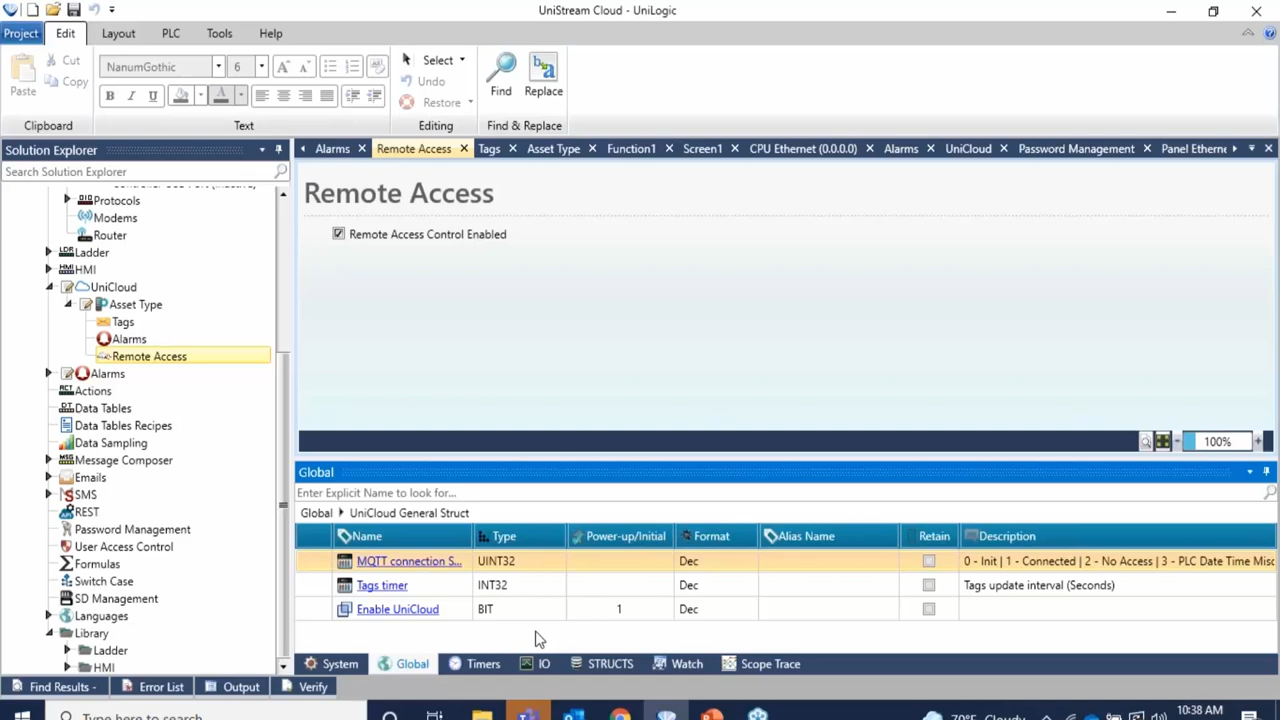 UniStream Cloud - UniLogic
Project Edit Layout PLC Tools Help
Paste Cut Copy
Clipboard
NanumGothic 6
B I U
Text
Select
Undo
Restore
Editing
Find Replace
Find & Replace
Solution Explorer
Search Solution Explorer
Protocols
Modems
Router
Ladder
HMI
UniCloud
Asset Type
Tags
Alarms
Remote Access
Alarms
Actions
Data Tables
Data Tables Recipes
Data Sampling
Message Composer
Emails
SMS
REST
Password Management
User Access Control
Formulas
Switch Case
SD Management
Languages
Library
Ladder
HMI
Alarms Remote Access Tags Asset Type Function1 Screen1 CPU Ethernet (0.0.0.0) Alarms UniCloud Password Management Panel Etherne
Remote Access
Remote Access Control Enabled
100%
Global
Enter Explicit Name to look for...
Global UniCloud General Struct
Name Type Power-up/Initial Format Alias Name Retain Description
MQTT connection S... UINT32 Dec 0 - Init | 1 - Connected | 2 - No Access | 3 - PLC Date Time Misc
Tags timer INT32 Dec Tags update interval (Seconds)
Enable UniCloud BIT 1 Dec
System Global Timers IO STRUCTS Watch Scope Trace
Find Results - Error List Output Verify
Type here to search
70°F Cloudy 10:38 AM